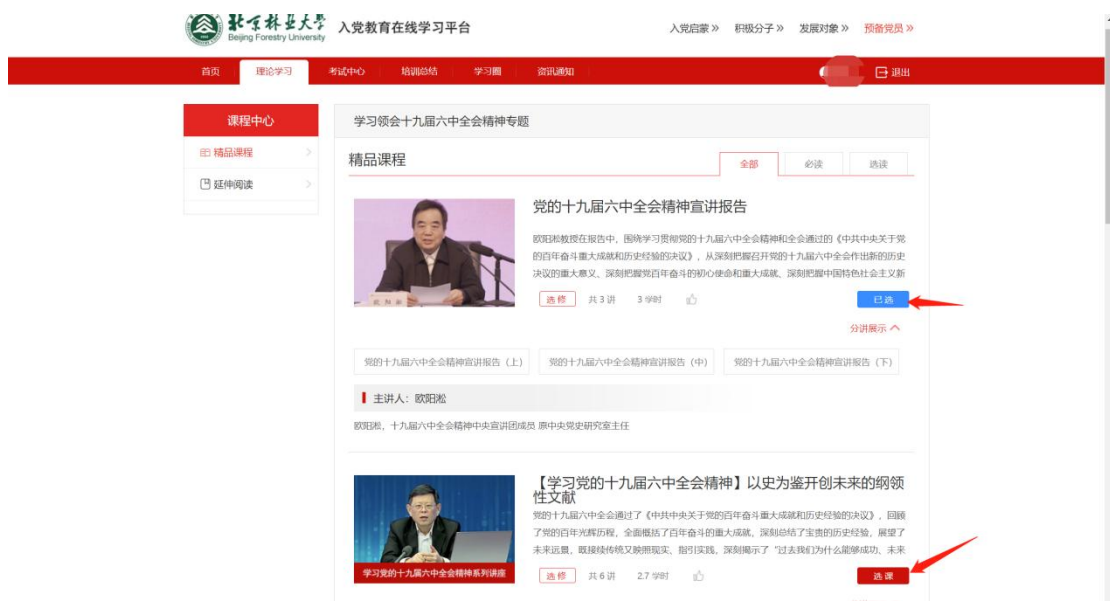 北京林业大学 入党教育在线学习平台
Beijing Forestry University
入党启蒙 » 积极分子 » 发展对象 » 预备党员 »
首页 理论学习 考试中心 培训总结 学习圈 资讯通知 退出
课程中心
精品课程
延伸阅读
学习领会十九届六中全会精神专题
精品课程 全部 必读 选读
党的十九届六中全会精神宣讲报告
欧阳淞教授在报告中，围绕学习贯彻党的十九届六中全会精神和全会通过的《中共中央关于党
的百年奋斗重大成就和历史经验的决议》，从深刻把握召开党的十九届六中全会作出新的历史
决议的重大意义、深刻把握党百年奋斗的初心使命和重大成就、深刻把握中国特色社会主义新
欧阳淞
选修 共 3 讲 3 学时 已选
分讲展示
党的十九届六中全会精神宣讲报告（上） 党的十九届六中全会精神宣讲报告（中） 党的十九届六中全会精神宣讲报告（下）
主讲人：欧阳淞
欧阳淞，十九届六中全会精神中央宣讲团成员 原中央党史研究室主任
【学习党的十九届六中全会精神】以史为鉴开创未来的纲领
性文献
党的十九届六中全会通过了《中共中央关于党的百年奋斗重大成就和历史经验的决议》，回顾
了党的百年光辉历程，全面概括了百年奋斗的重大成就，深刻总结了宝贵的历史经验，展望了
未来远景，既接续传统又映照现实、指引实践，深刻揭示了“过去我们为什么能够成功、未来
学习党的十九届六中全会精神系列讲座
选修 共 6 讲 2.7 学时 选课